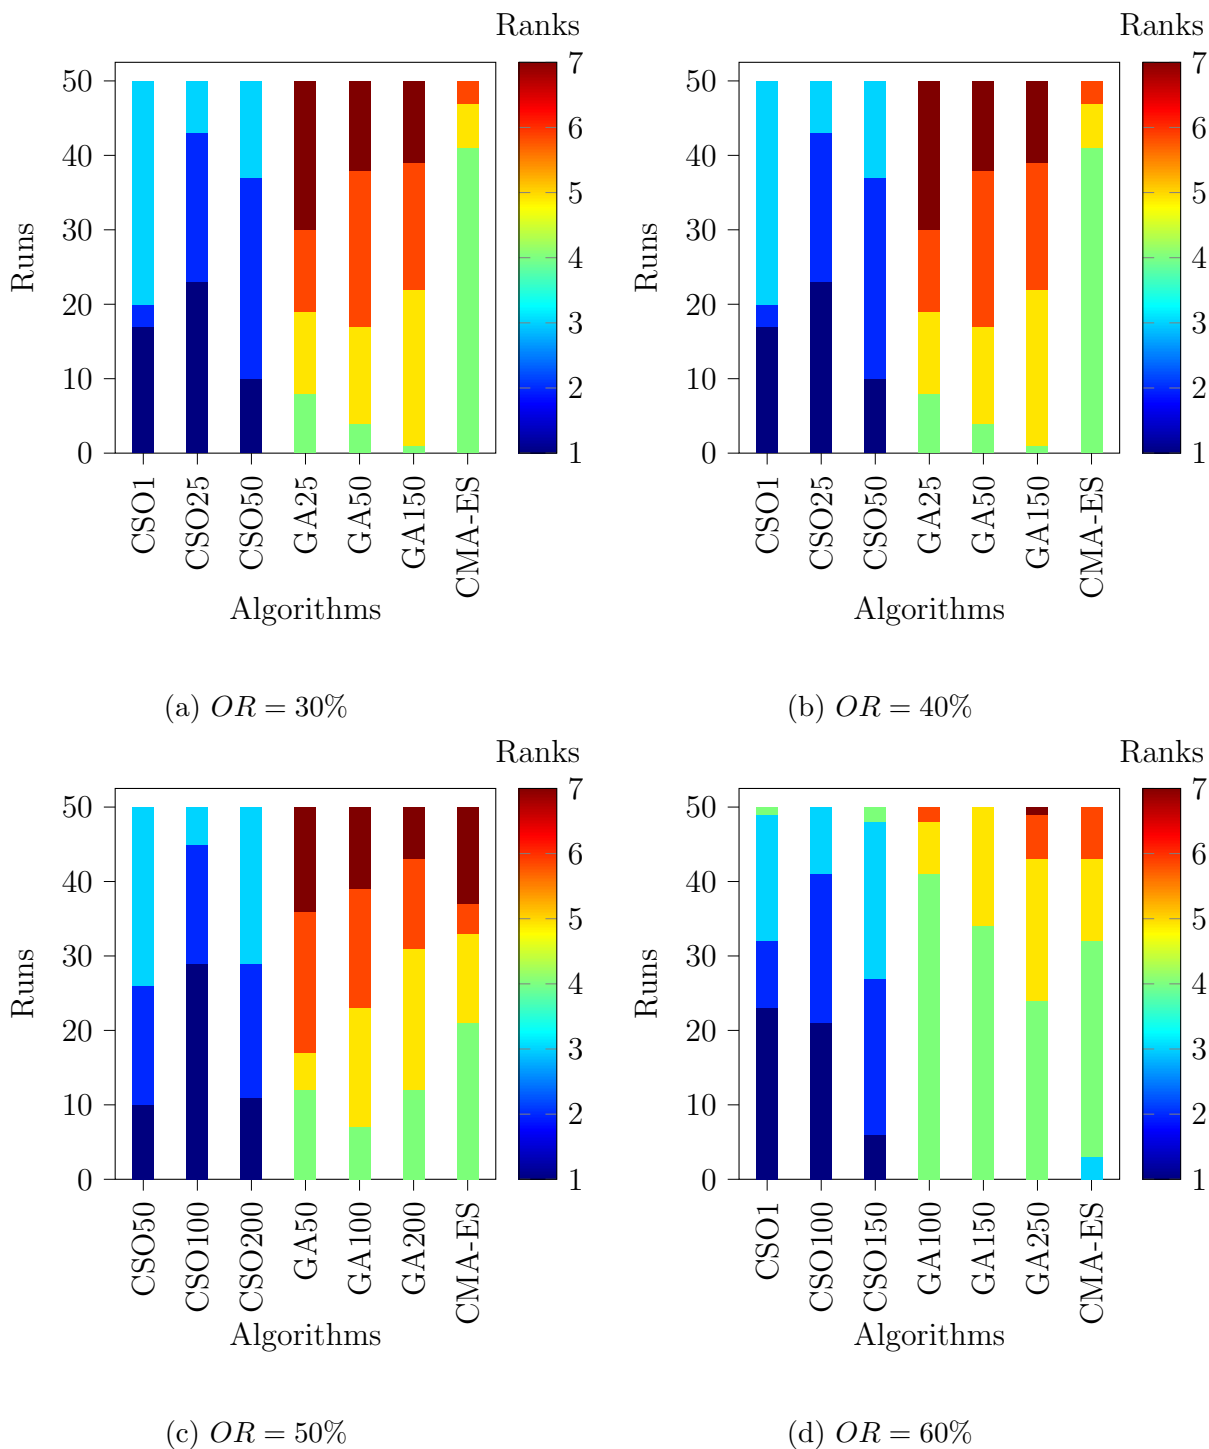 Ranks
50
40
30
20
10
0
Runs
7
6
5
4
3
2
1
CSO1
CSO25
CSO50
GA25
GA50
GA150
CMA-ES
Algorithms
(a) OR = 30%
Ranks
50
40
30
20
10
0
Runs
7
6
5
4
3
2
1
CSO1
CSO25
CSO50
GA25
GA50
GA150
CMA-ES
Algorithms
(b) OR = 40%
Ranks
50
40
30
20
10
0
Runs
7
6
5
4
3
2
1
CSO50
CSO100
CSO200
GA50
GA100
GA200
CMA-ES
Algorithms
(c) OR = 50%
Ranks
50
40
30
20
10
0
Runs
7
6
5
4
3
2
1
CSO1
CSO100
CSO150
GA100
GA150
GA250
CMA-ES
Algorithms
(d) OR = 60%